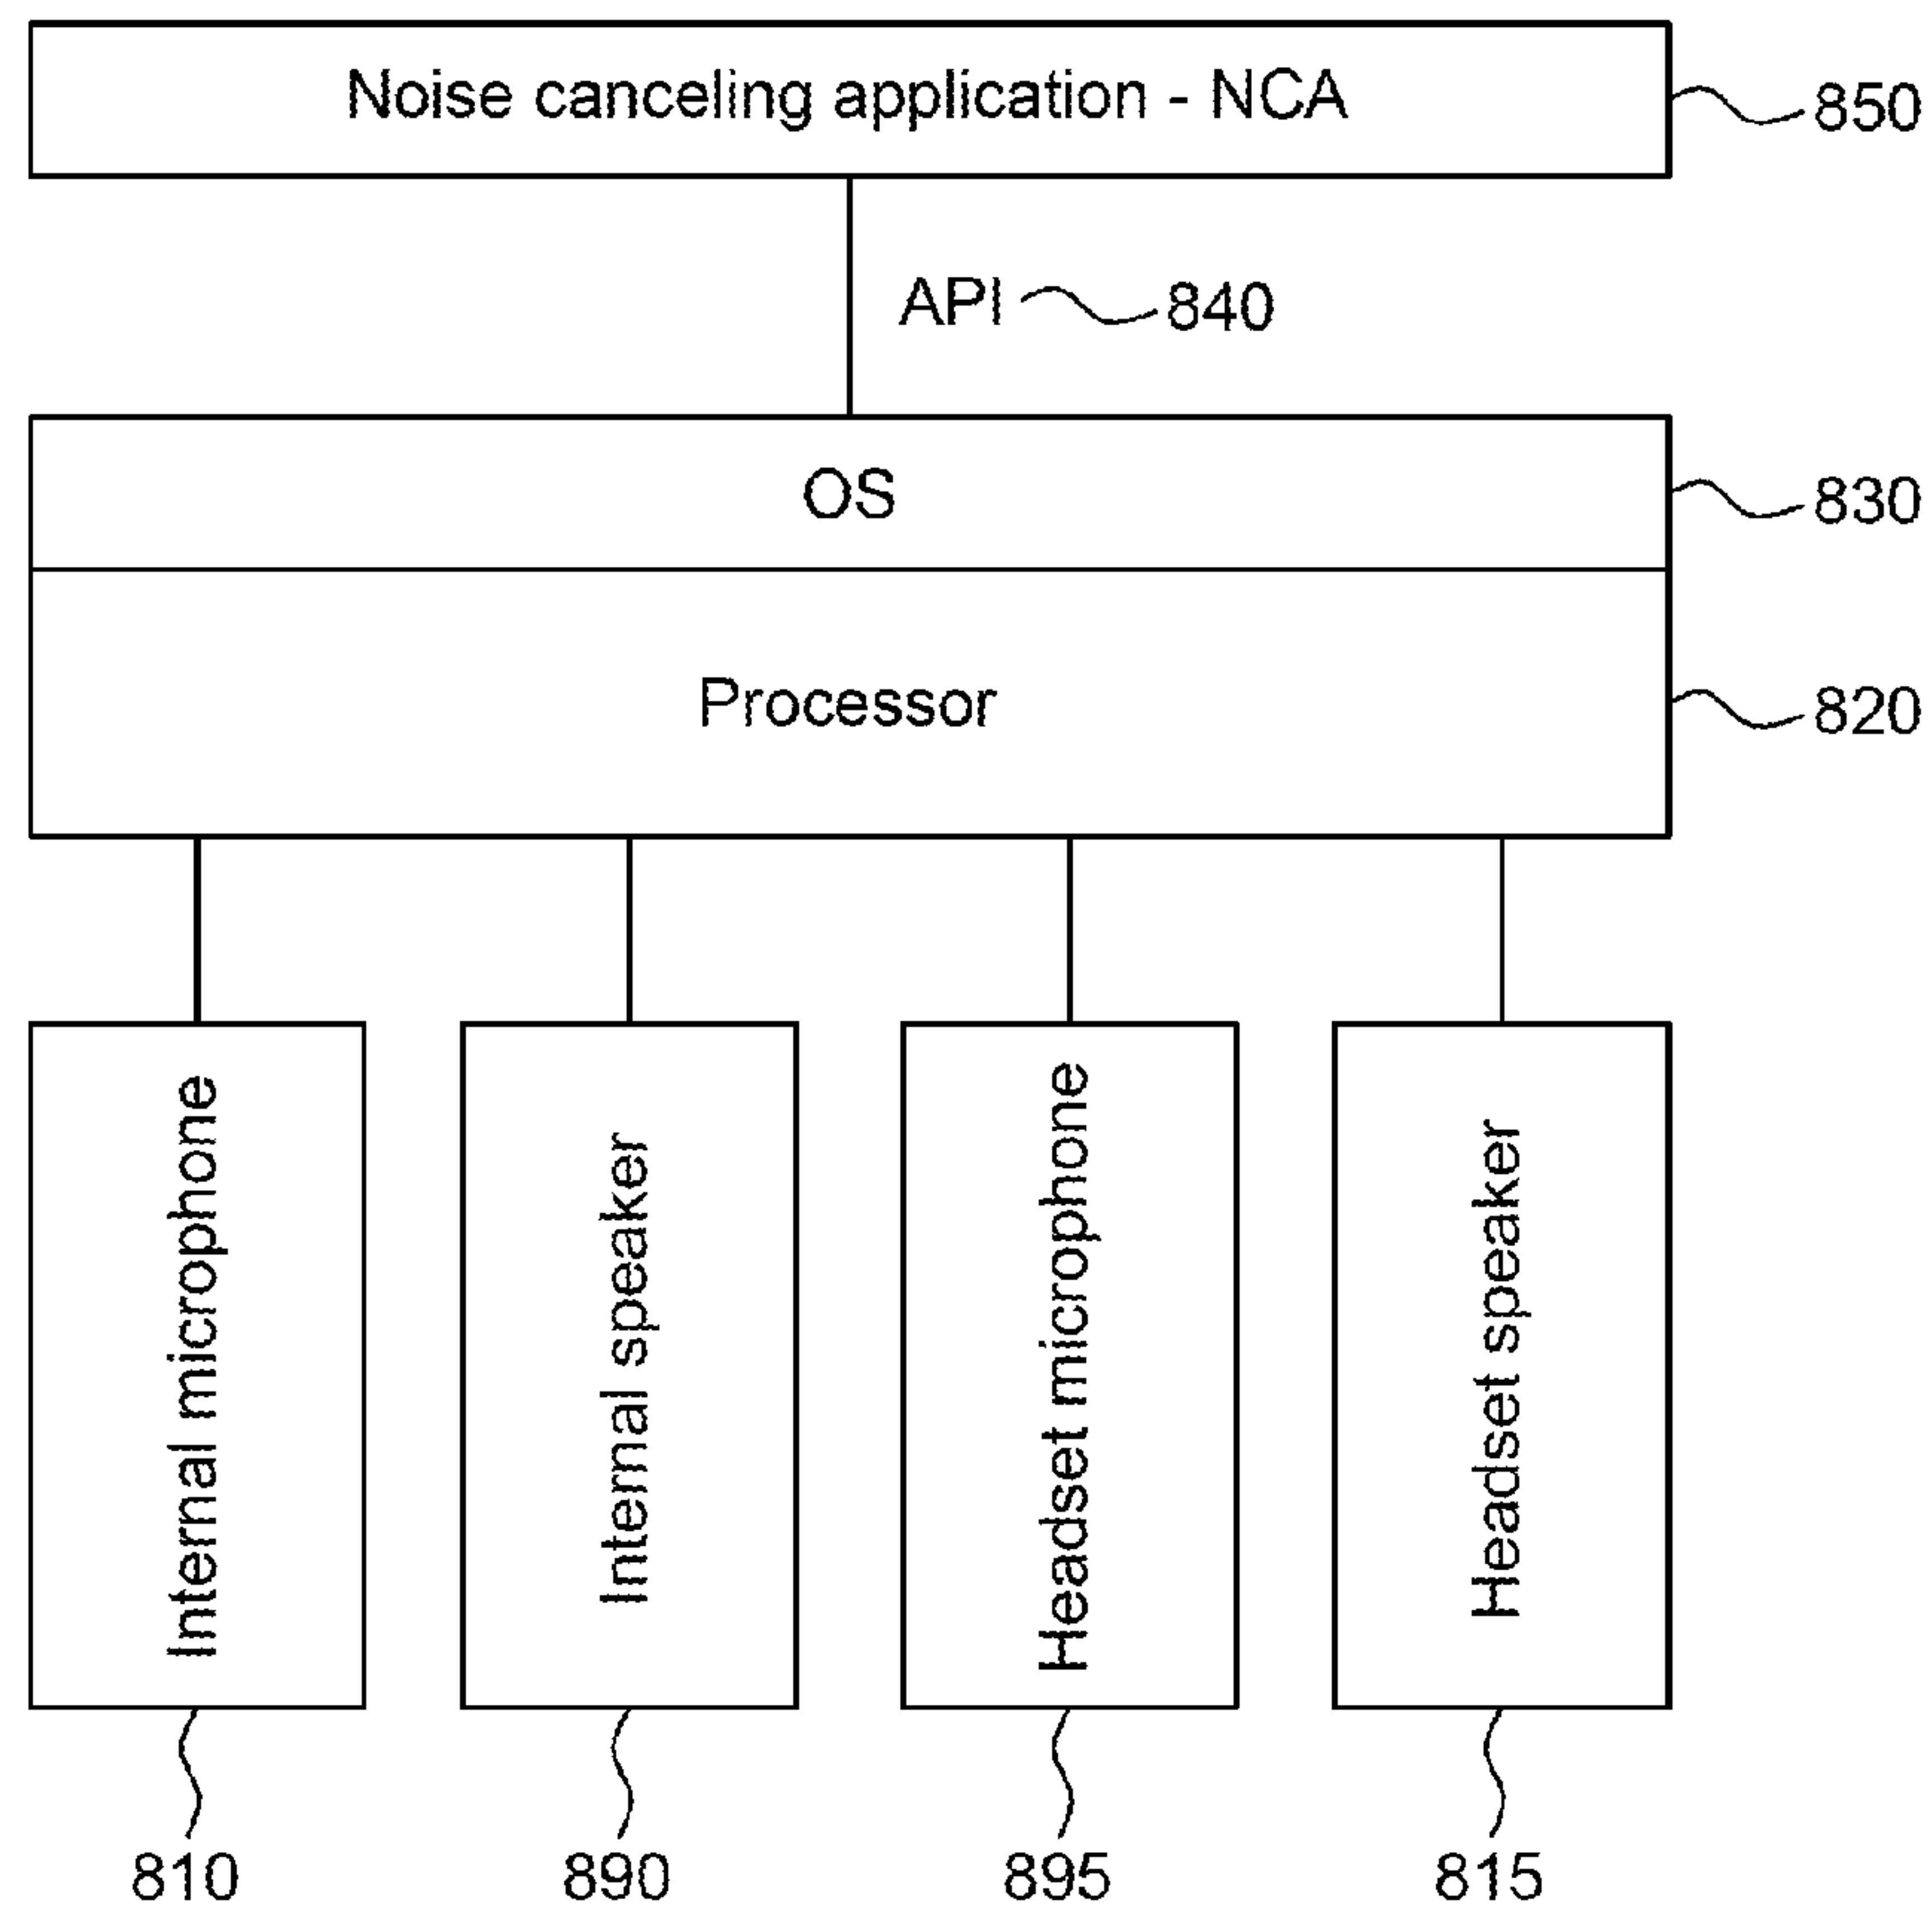 Noise canceling application - NCA
850
API
840
OS
830
Processor
820
Internal microphone
Internal speaker
Headset microphone
Headset speaker
810
890
895
815